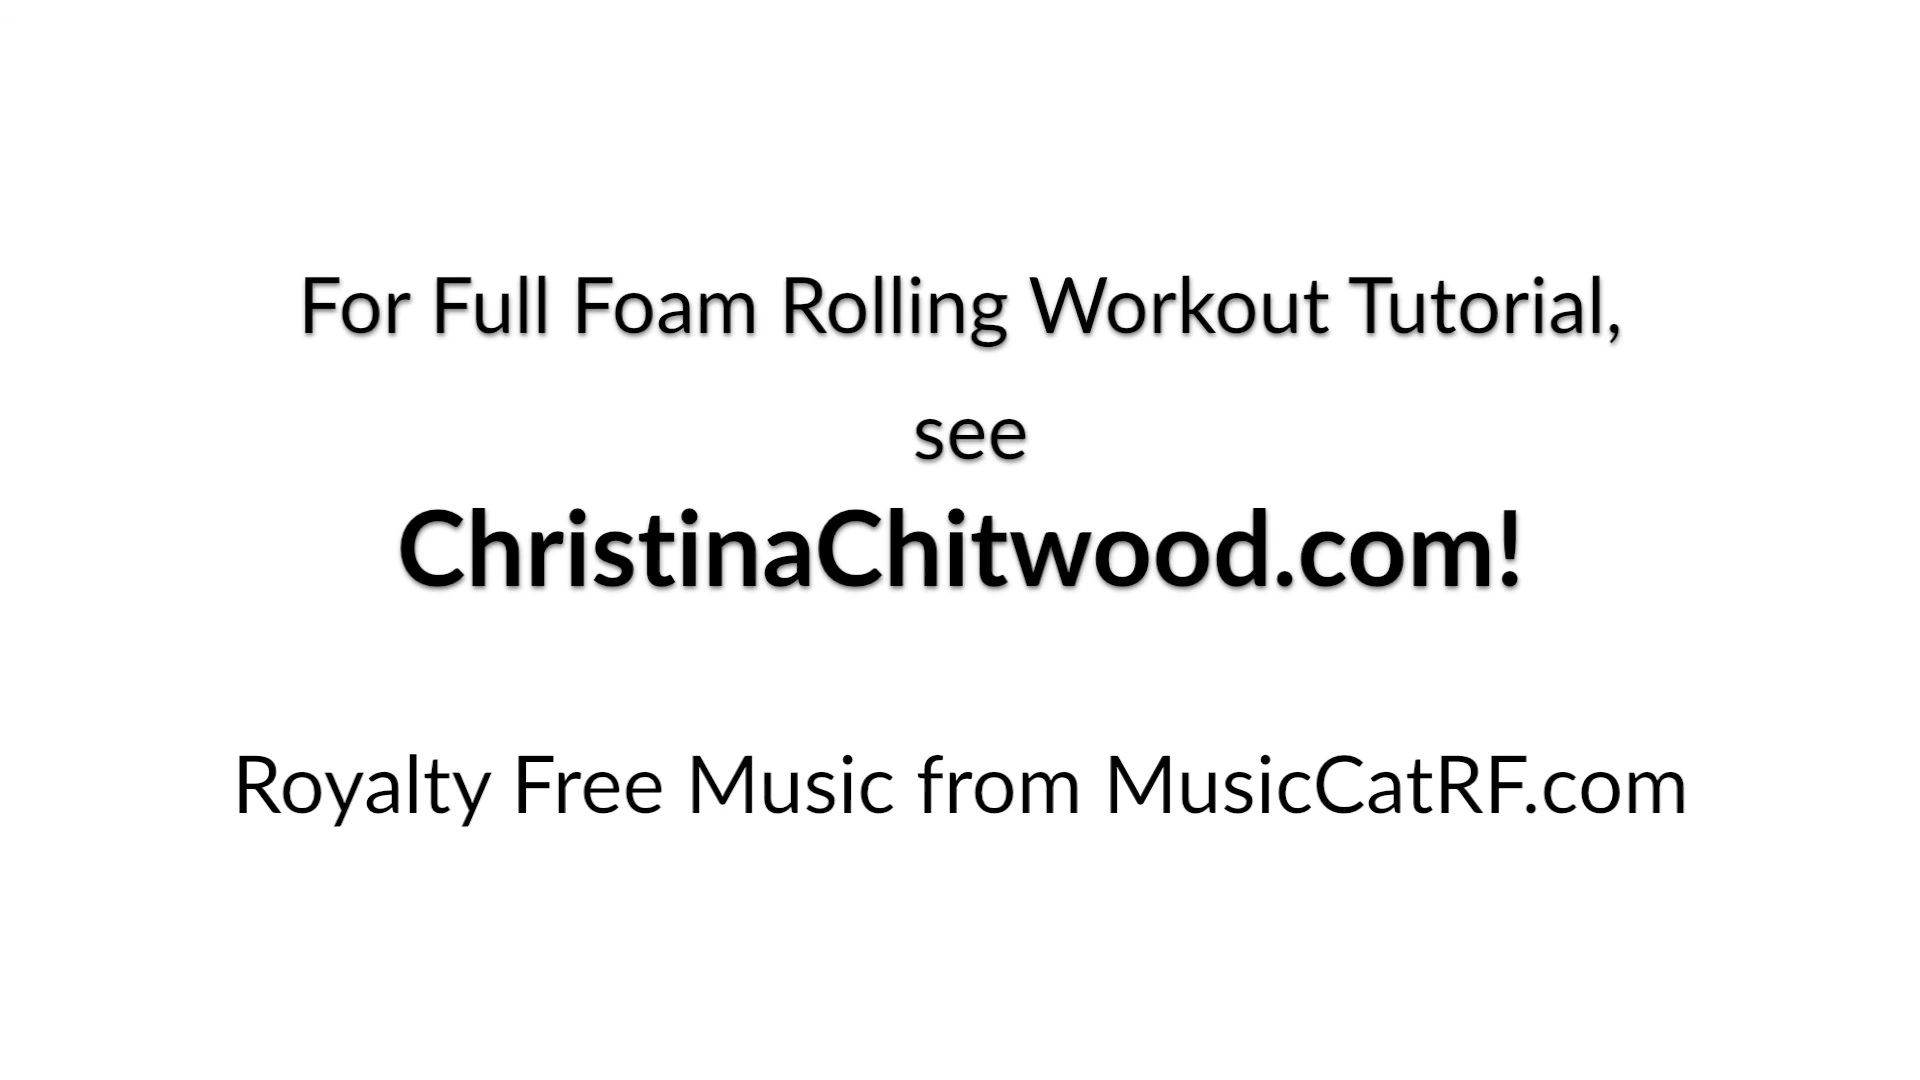 For Full Foam Rolling Workout Tutorial,
see
ChristinaChitwood.com!
Royalty Free Music from MusicCatRF.com